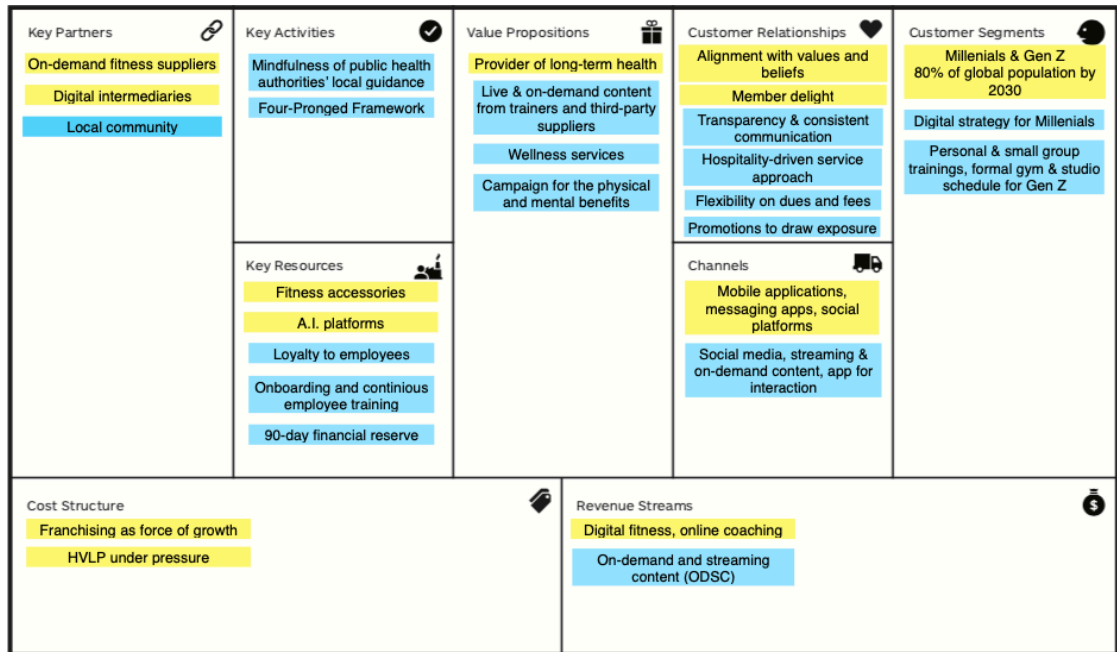 Key Partners
On-demand fitness suppliers
Digital intermediaries
Local community
Key Activities
Mindfulness of public health
authorities' local guidance
Four-Pronged Framework
Key Resources
Fitness accessories
A.I. platforms
Loyalty to employees
Onboarding and continious
employee training
90-day financial reserve
Value Propositions
Provider of long-term health
Live & on-demand content
from trainers and third-party
suppliers
Wellness services
Campaign for the physical
and mental benefits
Customer Relationships
Alignment with values and
beliefs
Member delight
Transparency & consistent
communication
Hospitality-driven service
approach
Flexibility on dues and fees
Promotions to draw exposure
Channels
Mobile applications,
messaging apps, social
platforms
Social media, streaming &
on-demand content, app for
interaction
Customer Segments
Millenials & Gen Z
80% of global population by
2030
Digital strategy for Millenials
Personal & small group
trainings, formal gym & studio
schedule for Gen Z
Cost Structure
Franchising as force of growth
HVLP under pressure
Revenue Streams
$
Digital fitness, online coaching
On-demand and streaming
content (ODSC)